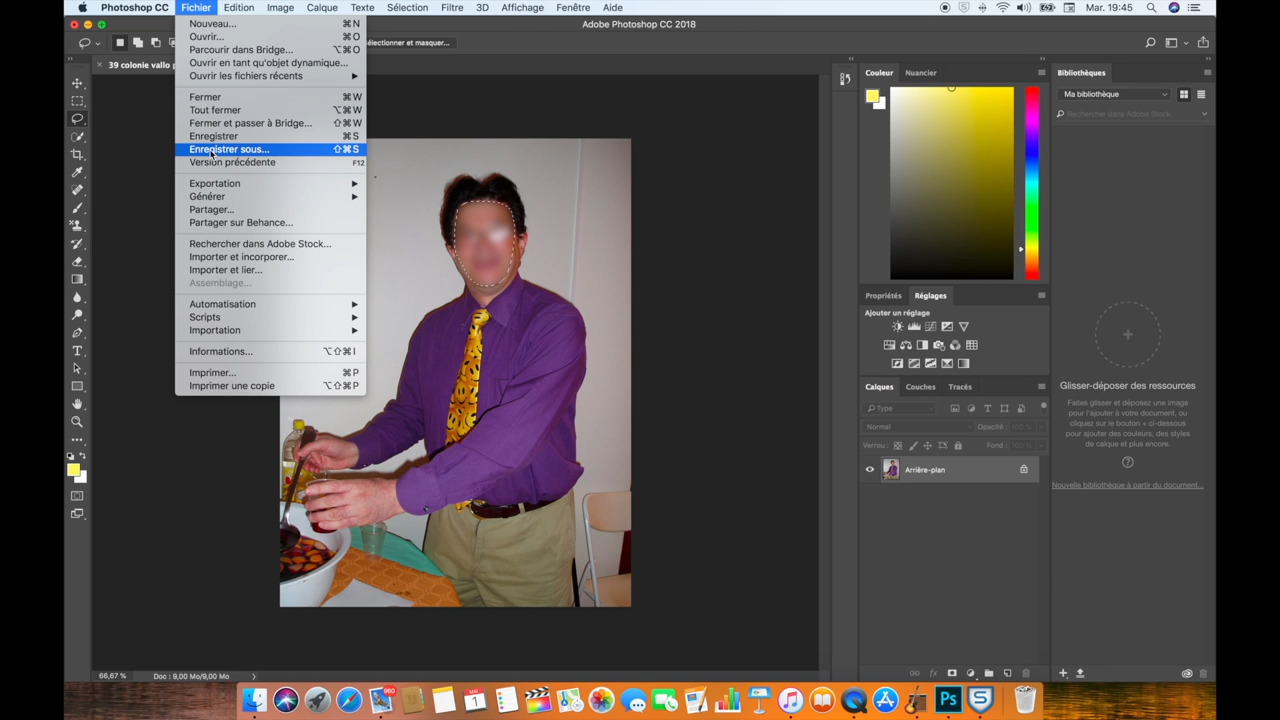 Photoshop CC Fichier Edition Image Calque Texte Sélection Filtre 3D Affichage Fenêtre Aide Mar. 19:45
Adobe Photoshop CC 2018
Nouveau... ⌘N
Ouvrir... ⌘O
Parcourir dans Bridge... ⌥⌘O
Ouvrir en tant qu'objet dynamique...
Ouvrir les fichiers récents
Fermer ⌘W
Tout fermer ⌥⌘W
Fermer et passer à Bridge... ⇧⌘W
Enregistrer ⌘S
Enregistrer sous... ⇧⌘S
Version précédente F12
Exportation
Générer
Partager...
Partager sur Behance...
Rechercher dans Adobe Stock...
Importer et incorporer...
Importer et lier...
Assemblage...
Automatisation
Scripts
Importation
Informations... ⌥⇧⌘I
Imprimer... ⌘P
Imprimer une copie ⌥⇧⌘P
électionner et masquer...
39 colonie vallo p
Couleur Nuancier
Propriétés Réglages
Ajouter un réglage
Calques Couches Tracés
Type
Normal Opacité : 100 %
Verrou : Fond : 100 %
Arrière-plan
Bibliothèques
Ma bibliothèque
Rechercher dans Adobe Stock
Glisser-déposer des ressources
Faites glisser et déposez une image
pour l'ajouter à votre document, ou
cliquez sur + ci-dessous
pour ajouter des couleurs, des styles
de calque et plus encore.
Nouvelle bibliothèque à partir du document...
66,67 % Doc : 9,00 Mo/9,00 Mo
960